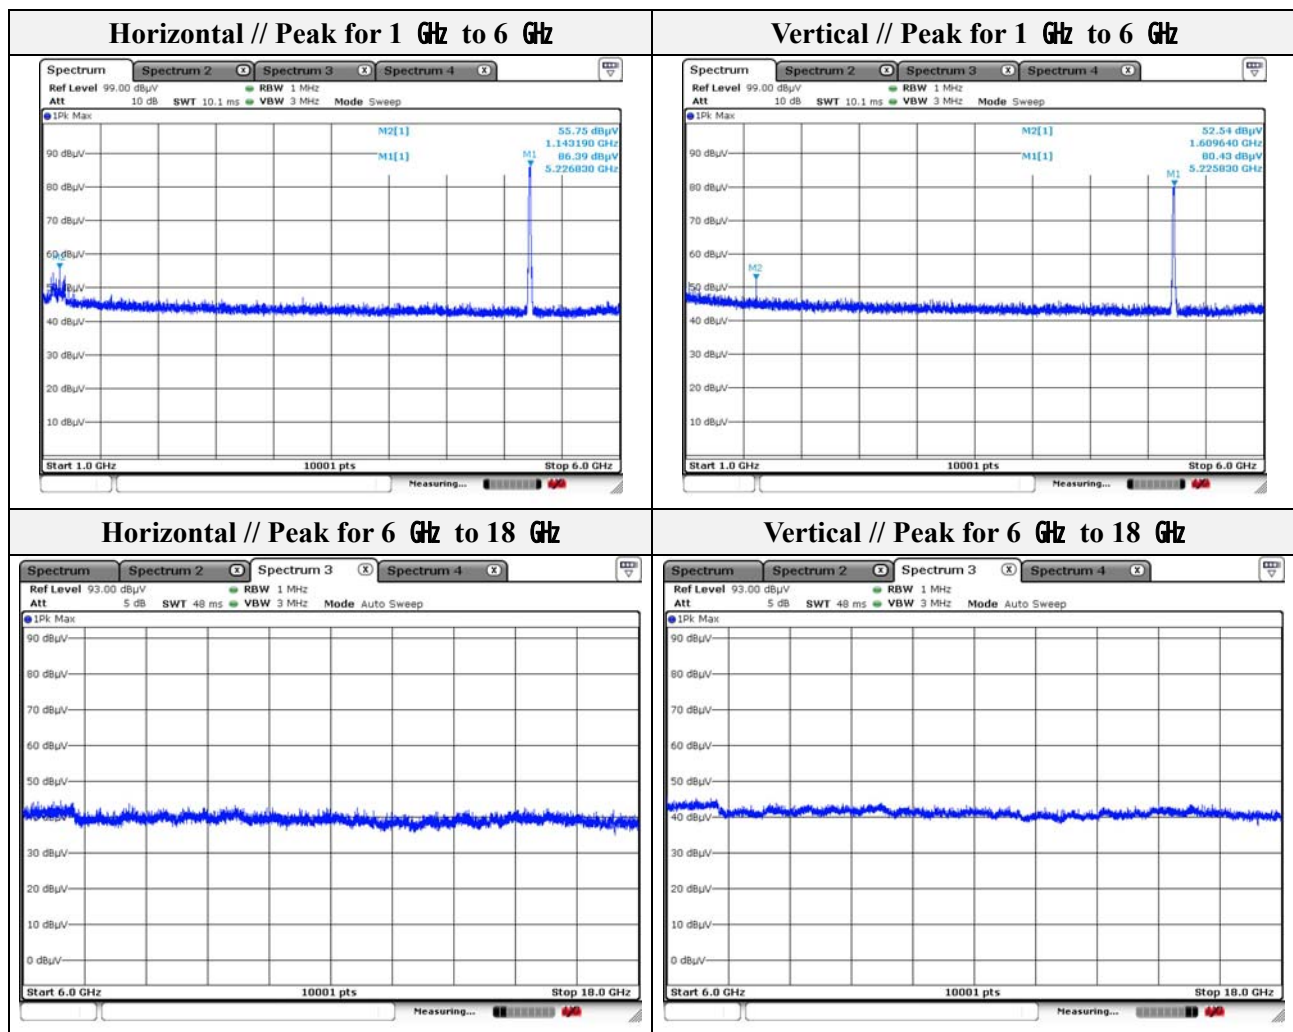 Horizontal // Peak for 1 GHz to 6 GHz
Spectrum Spectrum 2 X Spectrum 3 X Spectrum 4 X
Ref Level 99.00 dBµV RBW 1 MHz
Att 10 dB SWT 10.1 ms VBW 3 MHz Mode Sweep
1Pk Max
M2[1] 55.75 dBµV
1.143190 GHz
M1[1] 86.39 dBµV
5.226830 GHz
M1
90 dBµV
80 dBµV
70 dBµV
60 dBµV
M2
50 dBµV
40 dBµV
30 dBµV
20 dBµV
10 dBµV
Start 1.0 GHz 10001 pts Stop 6.0 GHz
Measuring...
Vertical // Peak for 1 GHz to 6 GHz
Spectrum Spectrum 2 X Spectrum 3 X Spectrum 4 X
Ref Level 99.00 dBµV RBW 1 MHz
Att 10 dB SWT 10.1 ms VBW 3 MHz Mode Sweep
1Pk Max
M2[1] 52.54 dBµV
1.609640 GHz
M1[1] 80.43 dBµV
5.225830 GHz
M1
90 dBµV
80 dBµV
70 dBµV
60 dBµV
M2
50 dBµV
40 dBµV
30 dBµV
20 dBµV
10 dBµV
Start 1.0 GHz 10001 pts Stop 6.0 GHz
Measuring...
Horizontal // Peak for 6 GHz to 18 GHz
Spectrum Spectrum 2 X Spectrum 3 X Spectrum 4 X
Ref Level 93.00 dBµV RBW 1 MHz
Att 5 dB SWT 48 ms VBW 3 MHz Mode Auto Sweep
1Pk Max
90 dBµV
80 dBµV
70 dBµV
60 dBµV
50 dBµV
40 dBµV
30 dBµV
20 dBµV
10 dBµV
0 dBµV
Start 6.0 GHz 10001 pts Stop 18.0 GHz
Measuring...
Vertical // Peak for 6 GHz to 18 GHz
Spectrum Spectrum 2 X Spectrum 3 X Spectrum 4 X
Ref Level 93.00 dBµV RBW 1 MHz
Att 5 dB SWT 48 ms VBW 3 MHz Mode Auto Sweep
1Pk Max
90 dBµV
80 dBµV
70 dBµV
60 dBµV
50 dBµV
40 dBµV
30 dBµV
20 dBµV
10 dBµV
0 dBµV
Start 6.0 GHz 10001 pts Stop 18.0 GHz
Measuring...